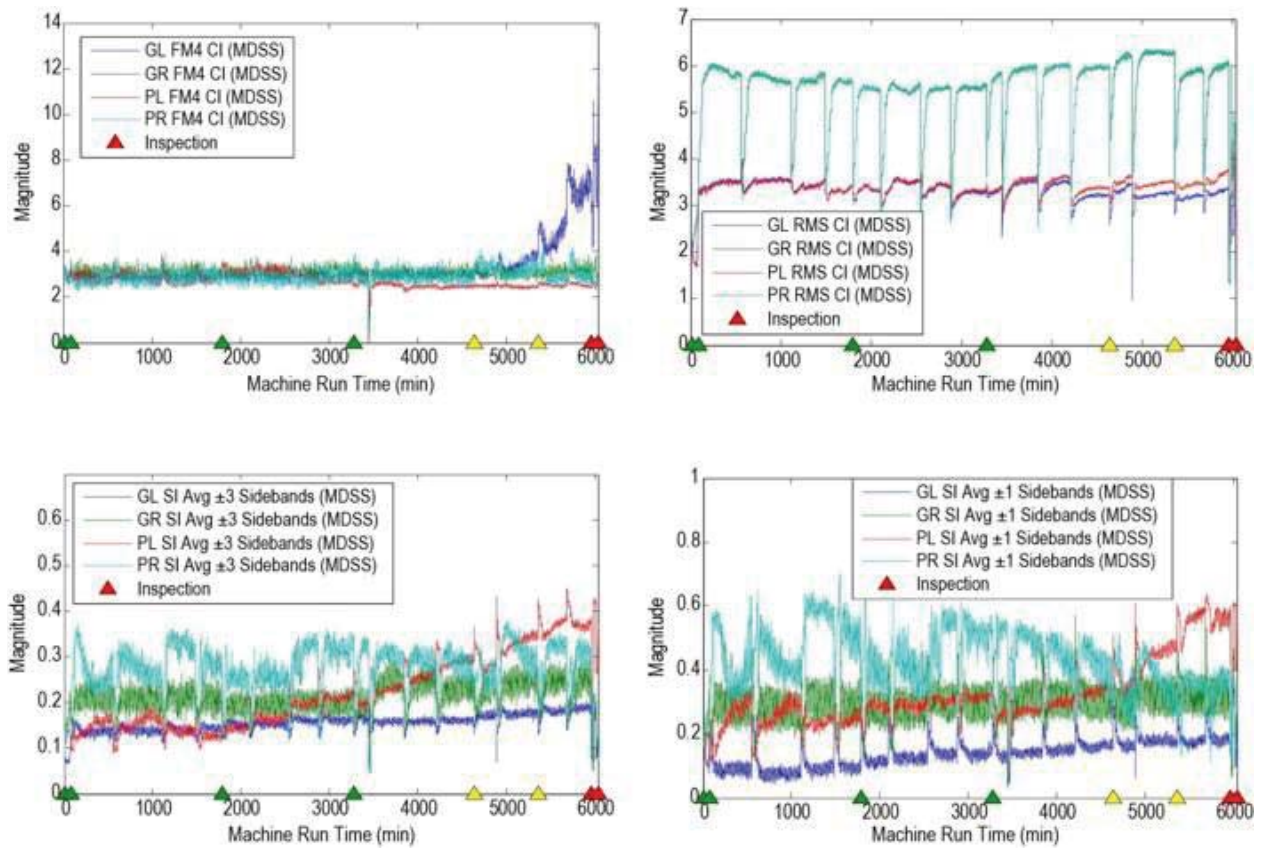 14
12
10
8
6
4
2
0
Magnitude
GL FM4 CI (MDSS)
GR FM4 CI (MDSS)
PL FM4 CI (MDSS)
PR FM4 CI (MDSS)
Inspection
0 1000 2000 3000 4000 5000 6000
Machine Run Time (min)
7
6
5
4
3
2
1
0
Magnitude
GL RMS CI (MDSS)
GR RMS CI (MDSS)
PL RMS CI (MDSS)
PR RMS CI (MDSS)
Inspection
0 1000 2000 3000 4000 5000 6000
Machine Run Time (min)
0.6
0.5
0.4
0.3
0.2
0.1
0
Magnitude
GL SI Avg ±3 Sidebands (MDSS)
GR SI Avg ±3 Sidebands (MDSS)
PL SI Avg ±3 Sidebands (MDSS)
PR SI Avg ±3 Sidebands (MDSS)
Inspection
0 1000 2000 3000 4000 5000 6000
Machine Run Time (min)
1
0.8
0.6
0.4
0.2
0
Magnitude
GL SI Avg ±1 Sidebands (MDSS)
GR SI Avg ±1 Sidebands (MDSS)
PL SI Avg ±1 Sidebands (MDSS)
PR SI Avg ±1 Sidebands (MDSS)
Inspection
0 1000 2000 3000 4000 5000 6000
Machine Run Time (min)